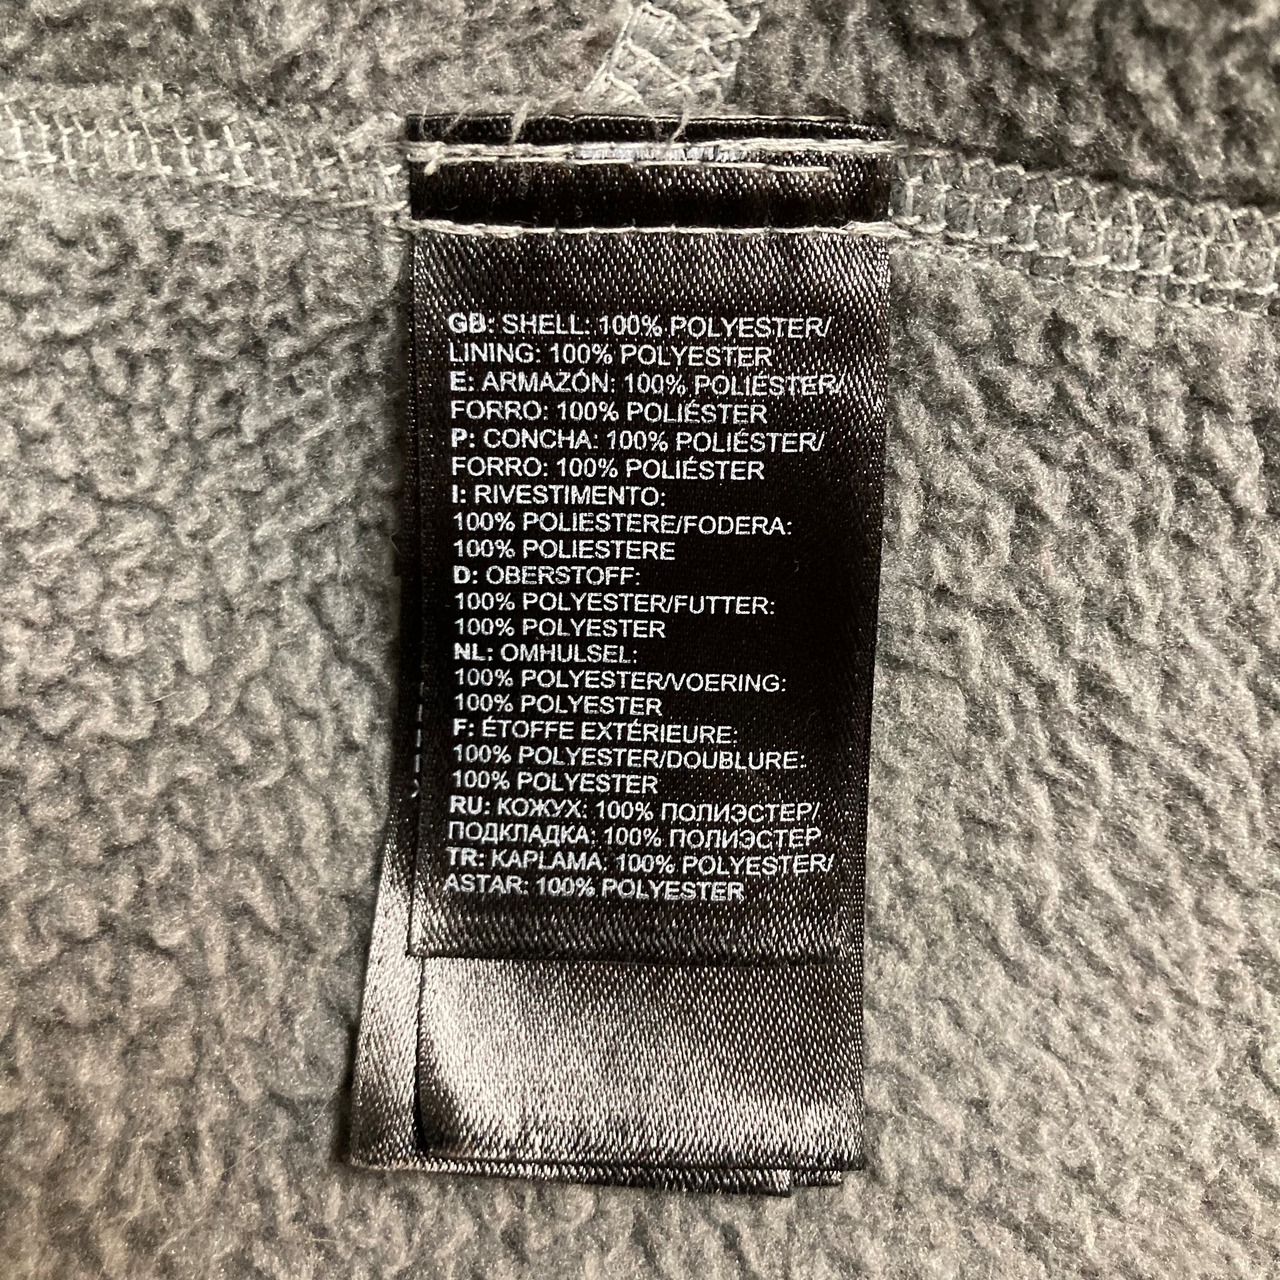 GB: SHELL: 100% POLYESTER/
LINING: 100% POLYESTER
E: ARMAZÓN: 100% POLIÉSTER/
FORRO: 100% POLIÉSTER
P: CONCHA: 100% POLIÉSTER/
FORRO: 100% POLIÉSTER
I: RIVESTIMENTO:
100% POLIESTERE/FODERA:
100% POLIESTERE
D: OBERSTOFF:
100% POLYESTER/FUTTER:
100% POLYESTER
NL: OMHULSEL:
100% POLYESTER/VOERING:
100% POLYESTER
F: ÉTOFFE EXTÉRIEURE:
100% POLYESTER/DOUBLURE:
100% POLYESTER
RU: КОЖУХ: 100% ПОЛИЭСТЕР/
ПОДКЛАДКА: 100% ПОЛИЭСТЕР
TR: KAPLAMA: 100% POLYESTER/
ASTAR: 100% POLYESTER